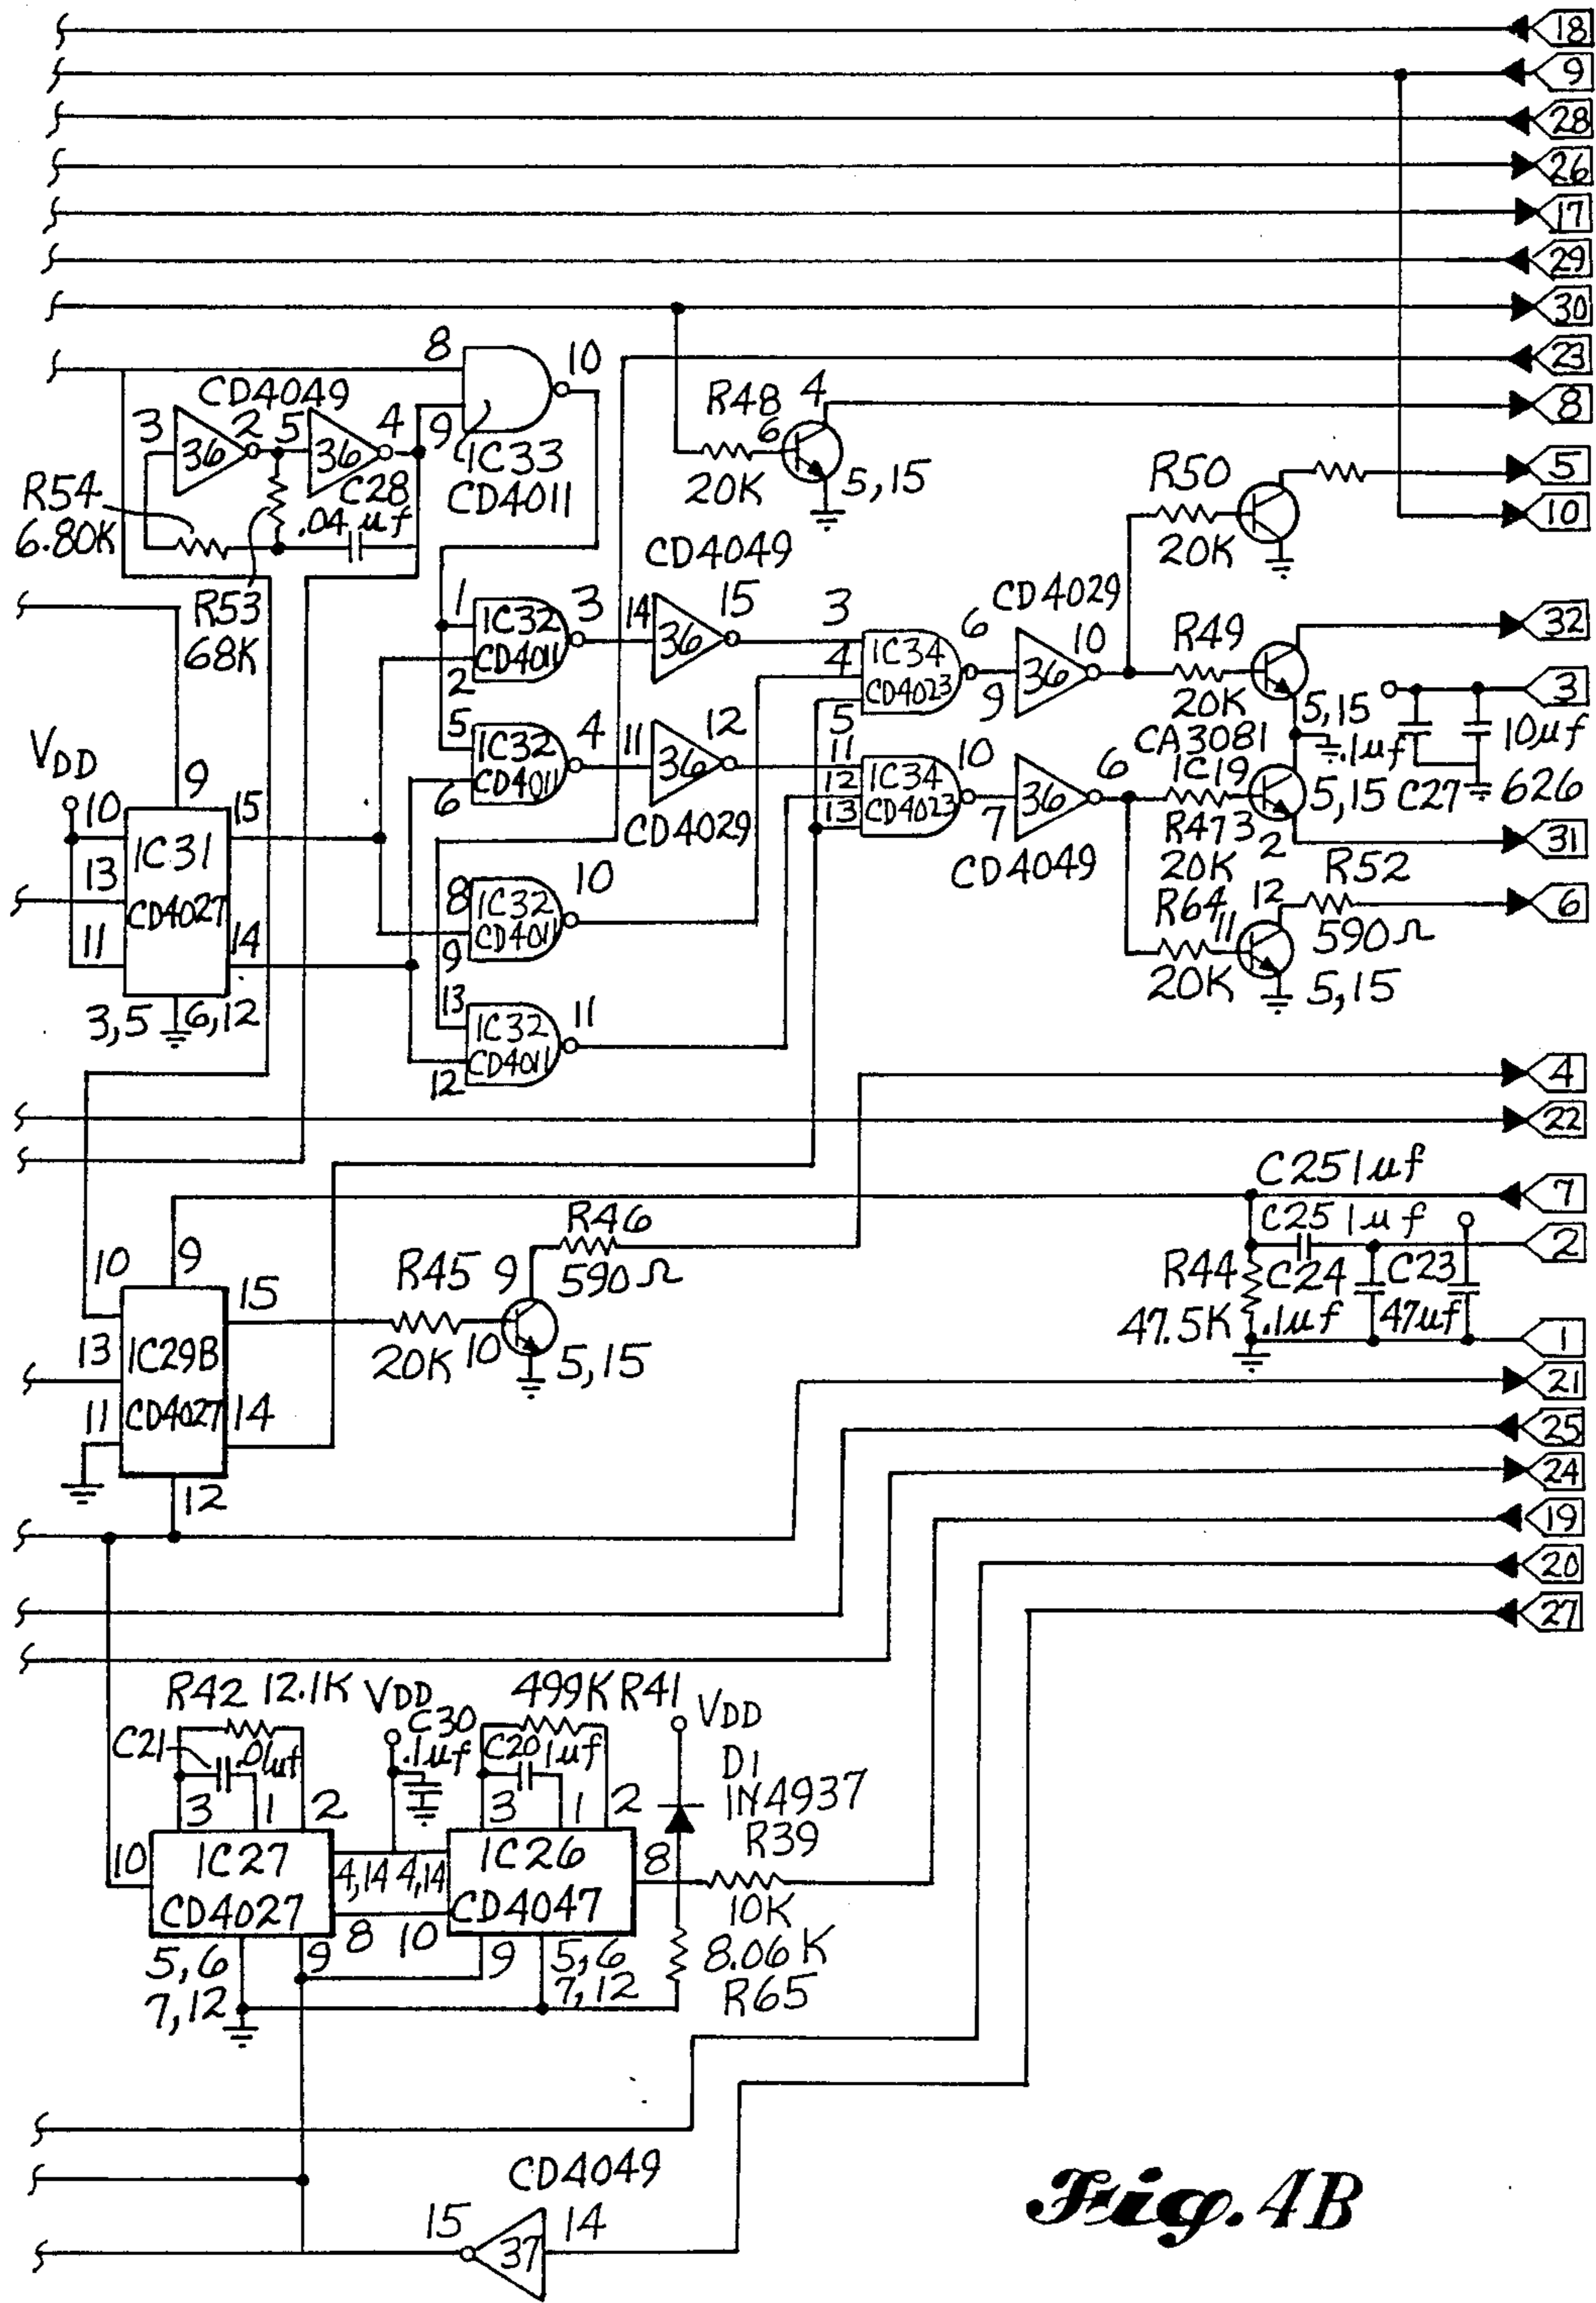 18
9
28
26
17
29
30
23
8
5
10
8
10
CD4049
3
36
2
5
36
4
9
IC33
CD4011
R54
6.80K
C28
.04 µf
R53
68K
R48
4
6
20K
5,15
R50
20K
CD4049
1
IC32
CD4011
3
2
14
36
15
3
4
5
IC34
CD4023
6
9
CD4029
36
10
R49
20K
5,15
32
3
.1µf
10µf
C27
626
5
IC32
CD4011
4
6
11
36
12
CD4029
11
12
13
IC34
CD4023
10
7
36
6
CD4049
CA3081
IC19
5,15
R473
20K
2
31
VDD
10
9
15
IC31
CD4027
13
11
14
3,5
6,12
8
IC32
CD4011
10
9
13
IC32
CD4011
11
12
R64
11
20K
12
R52
590Ω
5,15
6
4
22
C25 1µf
7
C25 1µf
2
R44
47.5K
C24
.1µf
C23
47µf
1
10
9
15
13
IC29B
CD4027
11
14
12
R45
20K
9
10
R46
590Ω
5,15
21
25
24
19
20
27
R42 12.1K
C21
.01µf
3
1
2
VDD
C30
.1µf
499K R41
C20 1µf
3
1
2
VDD
D1
IN4937
R39
10K
8.06K
R65
10
IC27
CD4027
4,14
4,14
8
10
IC26
CD4047
8
5,6
7,12
9
9
5,6
7,12
CD4049
15
37
14
Fig. 4B